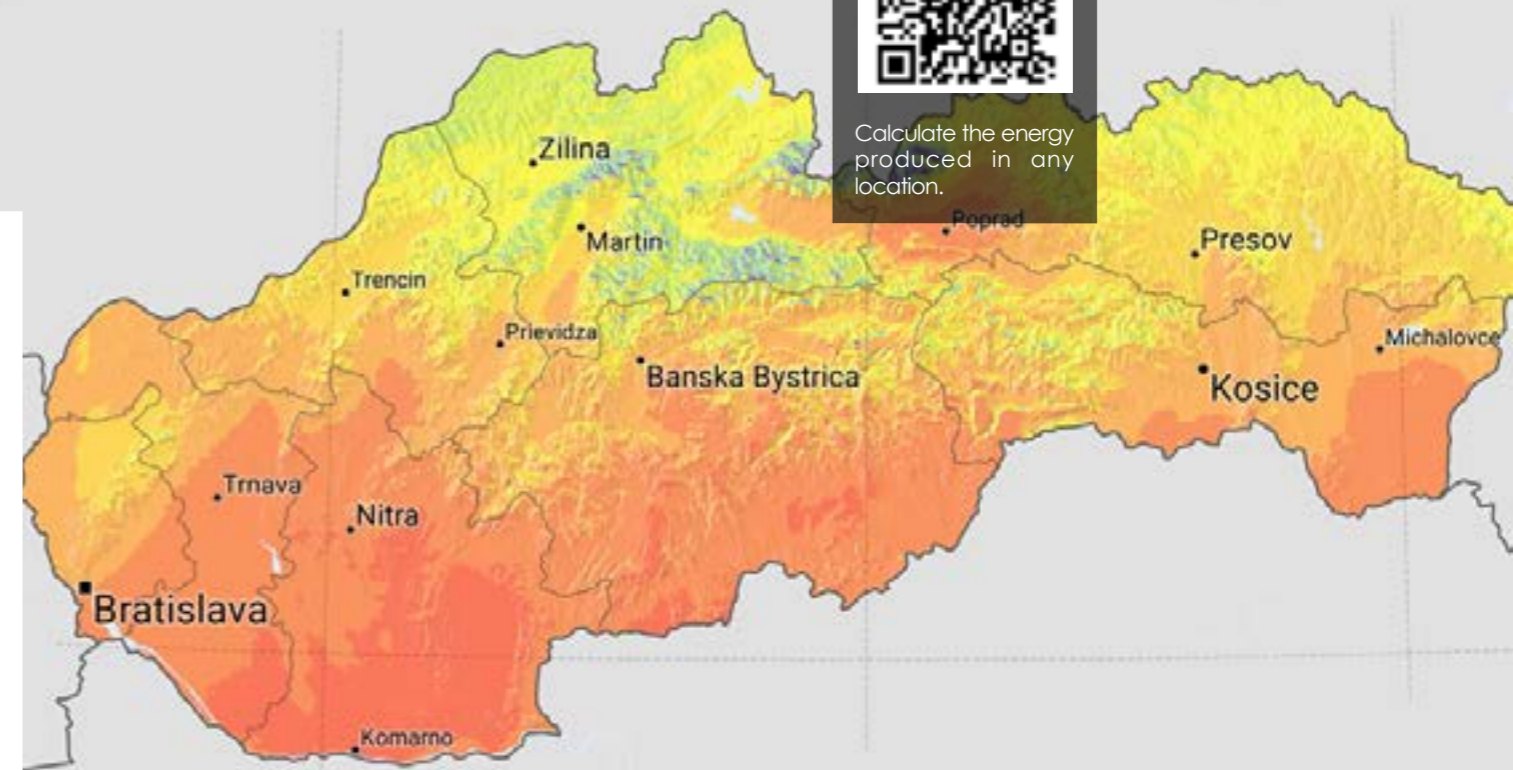 Calculate the energy
produced in any
location.
Zilina
Martin
Poprad
Presov
Trencin
Prievidza
Michalovce
Banska Bystrica
Kosice
Trnava
Nitra
Bratislava
Komarno